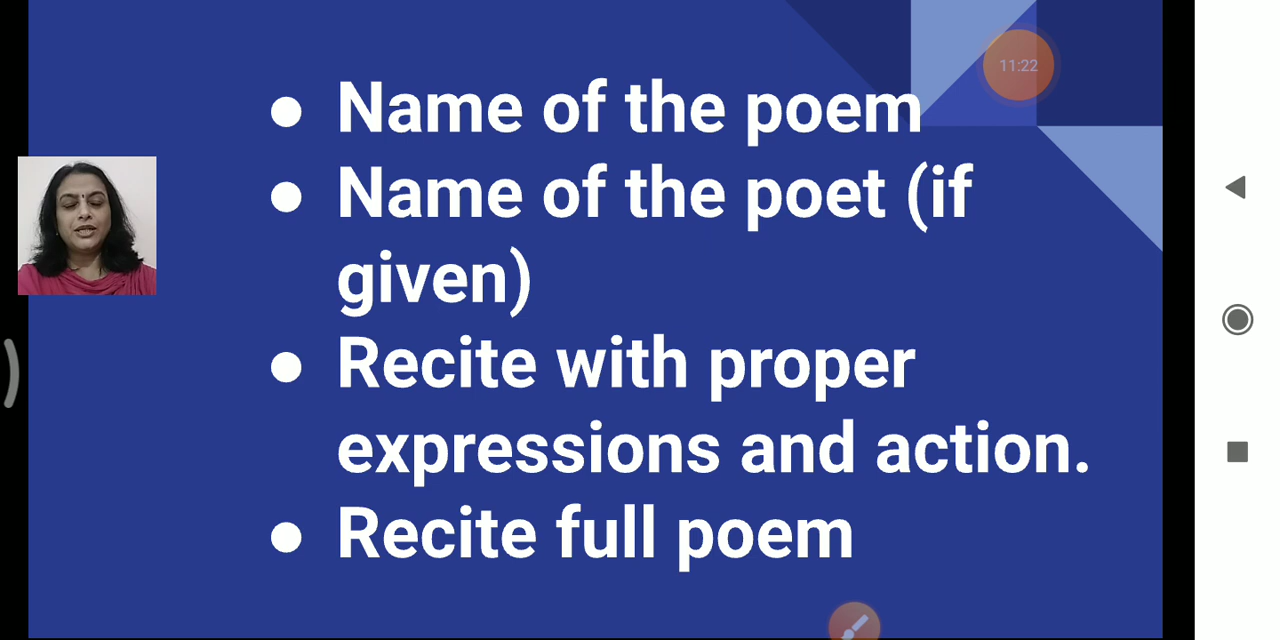 11:22
● Name of the poem
● Name of the poet (if
given)
● Recite with proper
expressions and action.
● Recite full poem